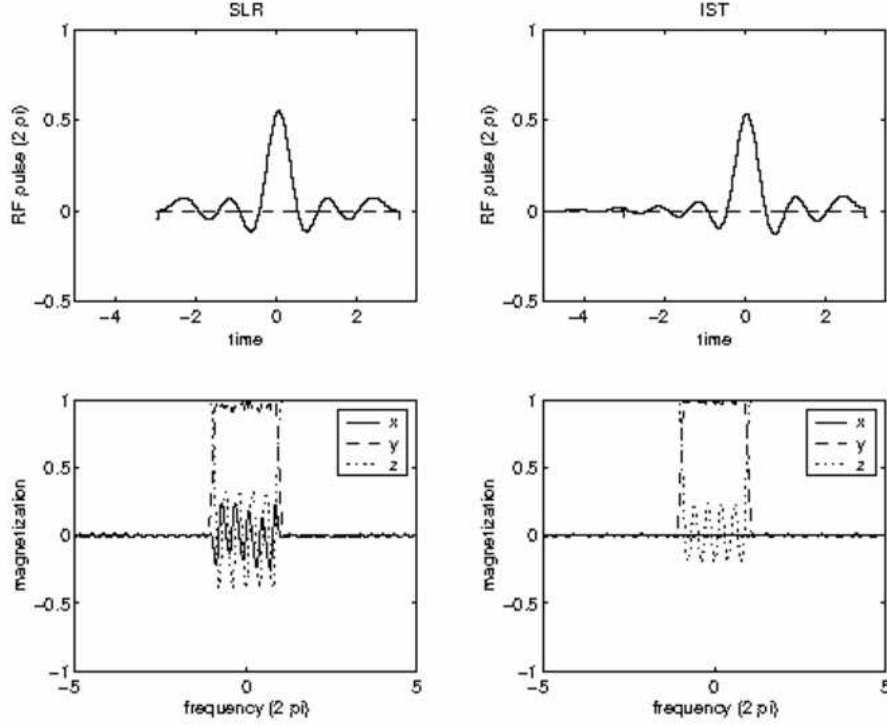 SLR
1
0.5
0
−0.5
RF pulse (2 pi)
−4
−2
0
2
time
IST
1
0.5
0
−0.5
RF pulse (2 pi)
−4
−2
0
2
time
1
0.5
0
−0.5
−1
magnetization
x
y
z
−5
0
5
frequency (2 pi)
1
0.5
0
−0.5
−1
magnetization
x
y
z
−5
0
5
frequency (2 pi)